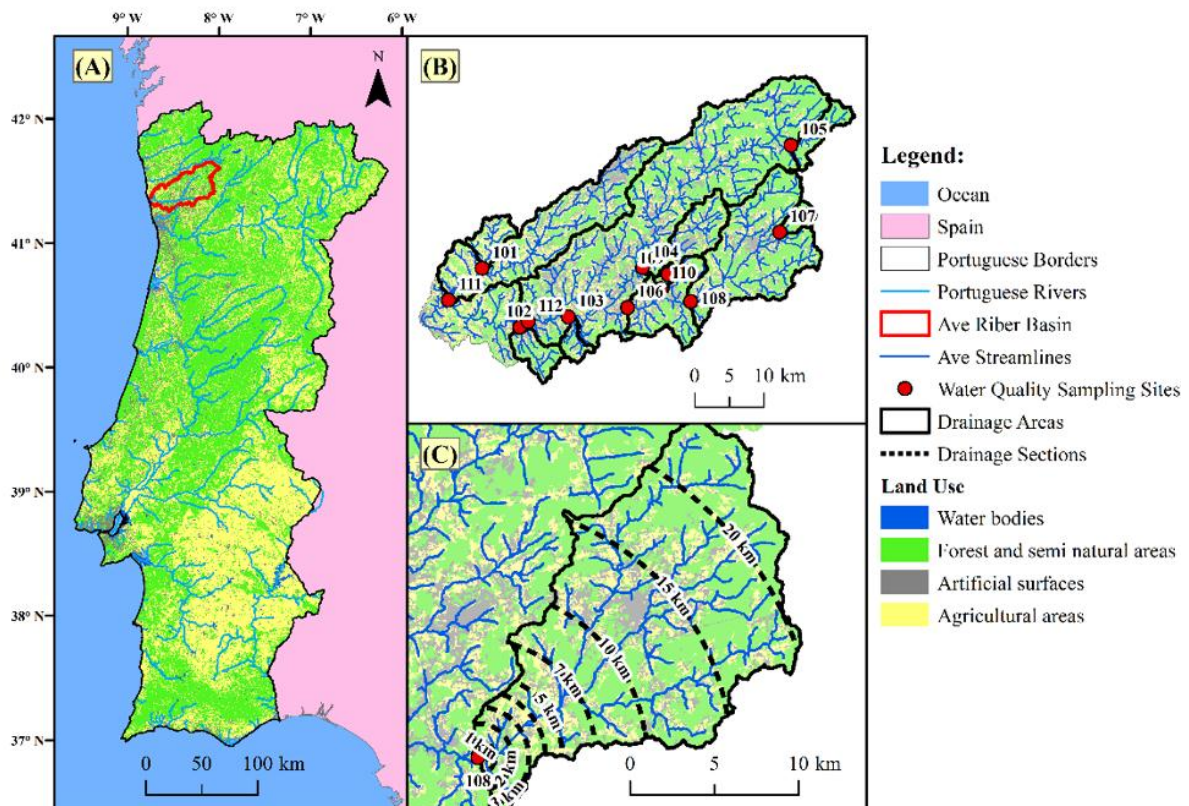 9° W 8° W 7° W 6° W
(A)
N
42° N
41° N
40° N
39° N
38° N
37° N
0 50 100 km
(B)
105
107
101
104
110
111
106
103
108
102
112
0 5 10 km
(C)
20 km
15 km
10 km
7 km
5 km
1 km
2
km
108
0 5 10 km
Legend:
Ocean
Spain
Portuguese Borders
Portuguese Rivers
Ave Riber Basin
Ave Streamlines
Water Quality Sampling Sites
Drainage Areas
Drainage Sections
Land Use
Water bodies
Forest and semi natural areas
Artificial surfaces
Agricultural areas